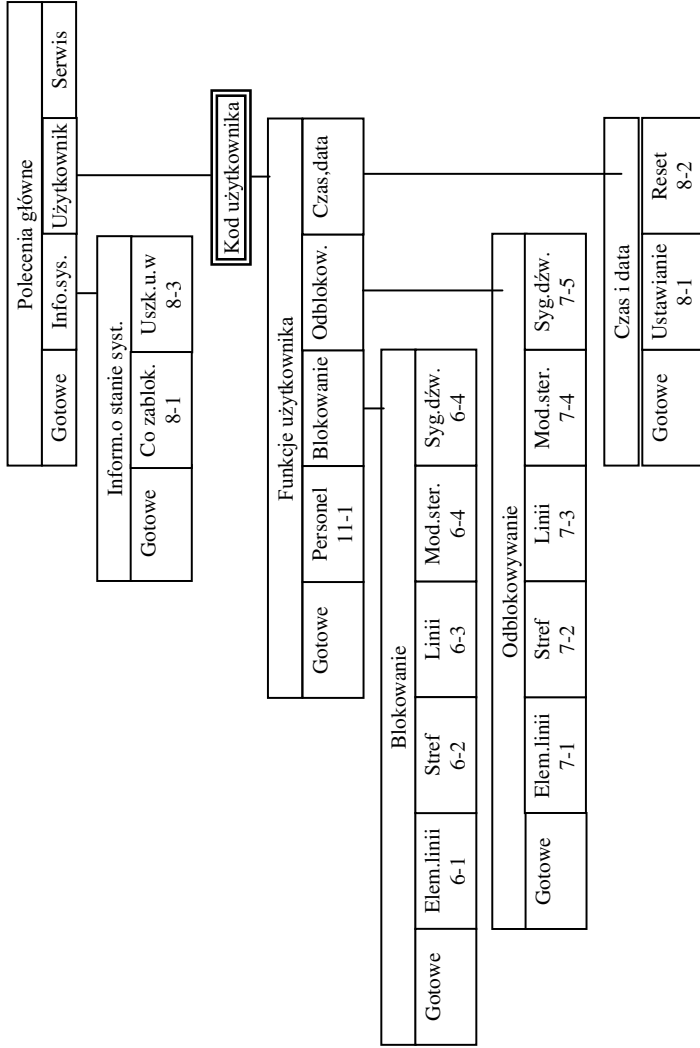 Polecenia główne
Gotowe
Info.sys.
Użytkownik
Serwis
Inform.o stanie syst.
Gotowe
Co zablok.
8-1
Uszk.u.w
8-3
Kod użytkownika
Funkcje użytkownika
Gotowe
Personel
11-1
Blokowanie
Odblokow.
Czas,data
Blokowanie
Gotowe
Elem.linii
6-1
Stref
6-2
Linii
6-3
Mod.ster.
6-4
Syg.dźw.
6-4
Odblokowywanie
Gotowe
Elem.linii
7-1
Stref
7-2
Linii
7-3
Mod.ster.
7-4
Syg.dźw.
7-5
Czas i data
Gotowe
Ustawianie
8-1
Reset
8-2